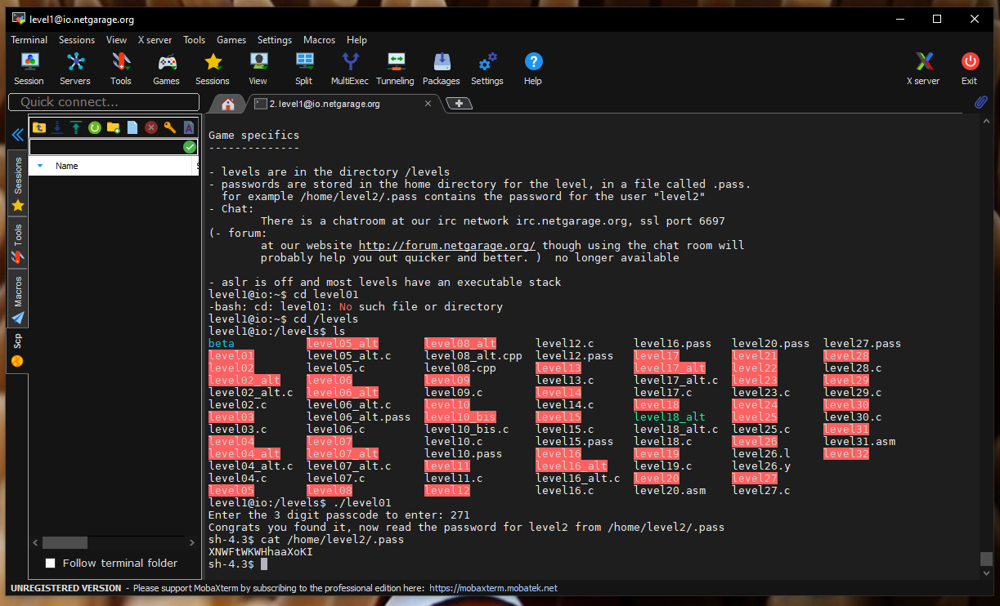 level1@io.netgarage.org
Terminal Sessions View X server Tools Games Settings Macros Help
Session Servers Tools Games Sessions View Split MultiExec Tunneling Packages Settings Help X server Exit
Quick connect...
2. level1@io.netgarage.org
Name
Sessions
Tools
Macros
Scp
Game specifics
--------------
- levels are in the directory /levels
- passwords are stored in the home directory for the level, in a file called .pass.
for example /home/level2/.pass contains the password for the user "level2"
- Chat:
There is a chatroom at our irc network irc.netgarage.org, ssl port 6697
(- forum:
at our website http://forum.netgarage.org/ though using the chat room will
probably help you out quicker and better. )  no longer available
- aslr is off and most levels have an executable stack
level1@io:~$ cd level01
-bash: cd: level01: No such file or directory
level1@io:~$ cd /levels
level1@io:/levels$ ls
beta level05_alt level08_alt level12.c level16.pass level20.pass level27.pass
level01 level05_alt.c level08_alt.cpp level12.pass level17 level21 level28
level02 level05.c level08.cpp level13 level17_alt level22 level28.c
level02_alt level06 level09 level13.c level17_alt.c level23 level29
level02_alt.c level06_alt level09.c level14 level17.c level23.c level29.c
level02.c level06_alt.c level10 level14.c level18 level24 level30
level03 level06_alt.pass level10_bis level15 level18_alt level25 level30.c
level03.c level06.c level10_bis.c level15.c level18_alt.c level25.c level31
level04 level07 level10.c level15.pass level18.c level26 level31.asm
level04_alt level07_alt level10.pass level16 level19 level26.l level32
level04_alt.c level07_alt.c level11 level16_alt level19.c level26.y
level04.c level07.c level11.c level16_alt.c level20 level27
level05 level08 level12 level16.c level20.asm level27.c
level1@io:/levels$ ./level01
Enter the 3 digit passcode to enter: 271
Congrats you found it, now read the password for level2 from /home/level2/.pass
sh-4.3$ cat /home/level2/.pass
XNWFtWKWHhaaXoKI
sh-4.3$
Follow terminal folder
UNREGISTERED VERSION - Please support MobaXterm by subscribing to the professional edition here: https://mobaxterm.mobatek.net